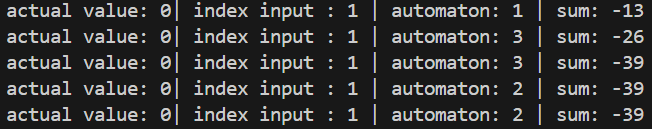 actual value: 0| index input : 1 | automaton: 1 | sum: -13
actual value: 0| index input : 1 | automaton: 3 | sum: -26
actual value: 0| index input : 1 | automaton: 3 | sum: -39
actual value: 0| index input : 1 | automaton: 2 | sum: -39
actual value: 0| index input : 1 | automaton: 2 | sum: -39